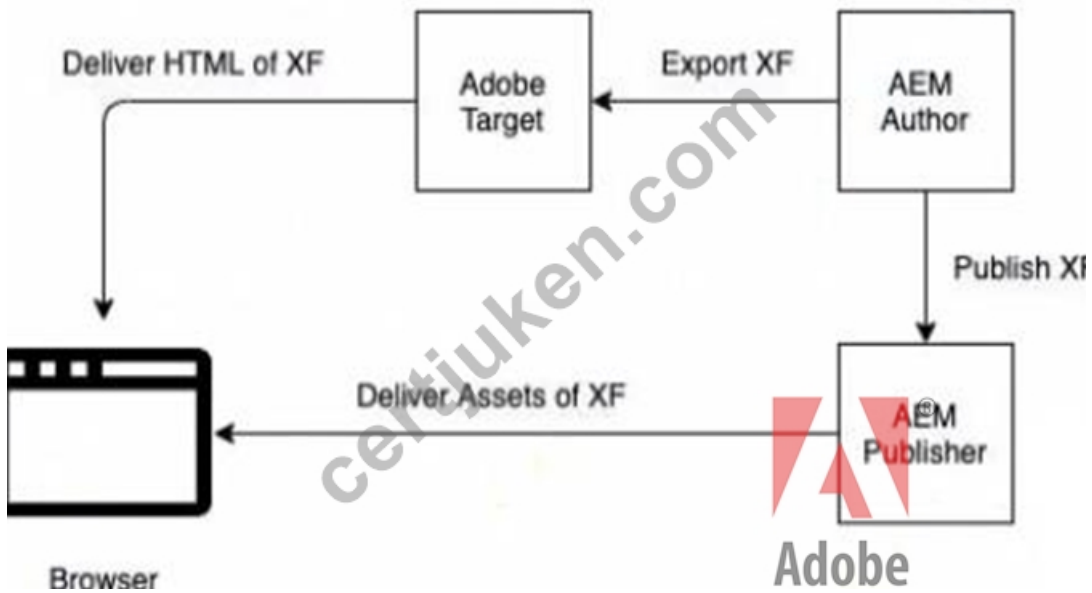 Deliver HTML of XF
Adobe
Target
Export XF
AEM
Author
Publish XF
certjuken.com
Deliver Assets of XF
AEM
Publisher
®
Adobe
Browser